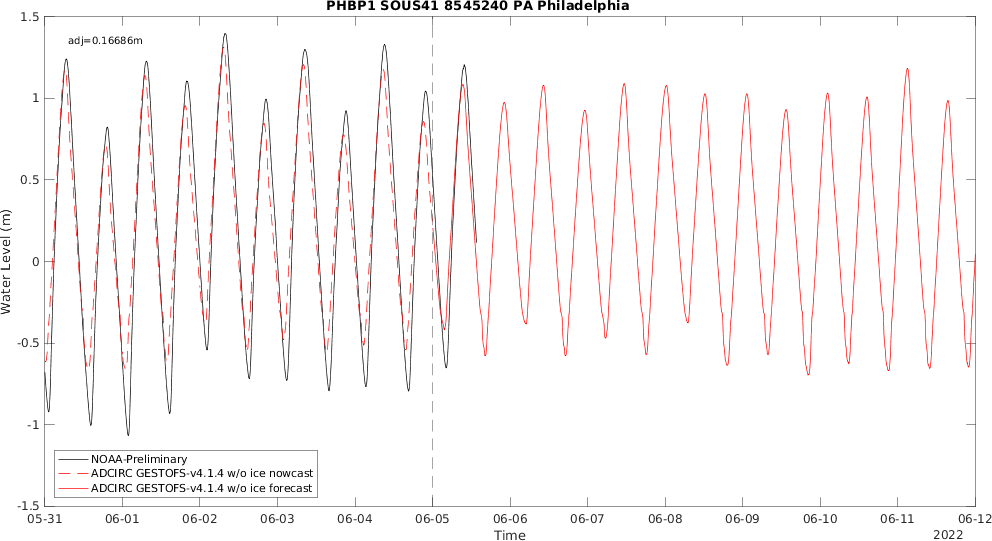 PHBP1 SOUS41 8545240 PA Philadelphia
adj=0.16686m
Water Level (m)
1.5
1
0.5
0
-0.5
-1
-1.5
NOAA-Preliminary
ADCIRC GESTOFS-v4.1.4 w/o ice nowcast
ADCIRC GESTOFS-v4.1.4 w/o ice forecast
05-31 06-01 06-02 06-03 06-04 06-05 06-06 06-07 06-08 06-09 06-10 06-11 06-12
Time
2022